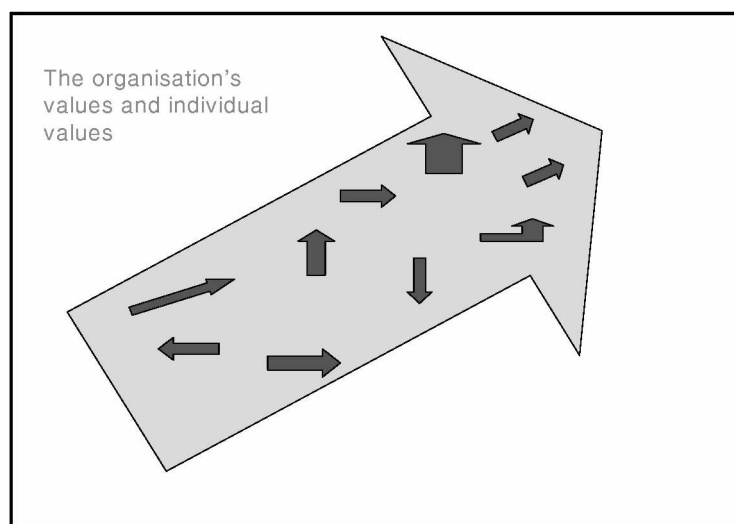 The organisation's
values and individual
values